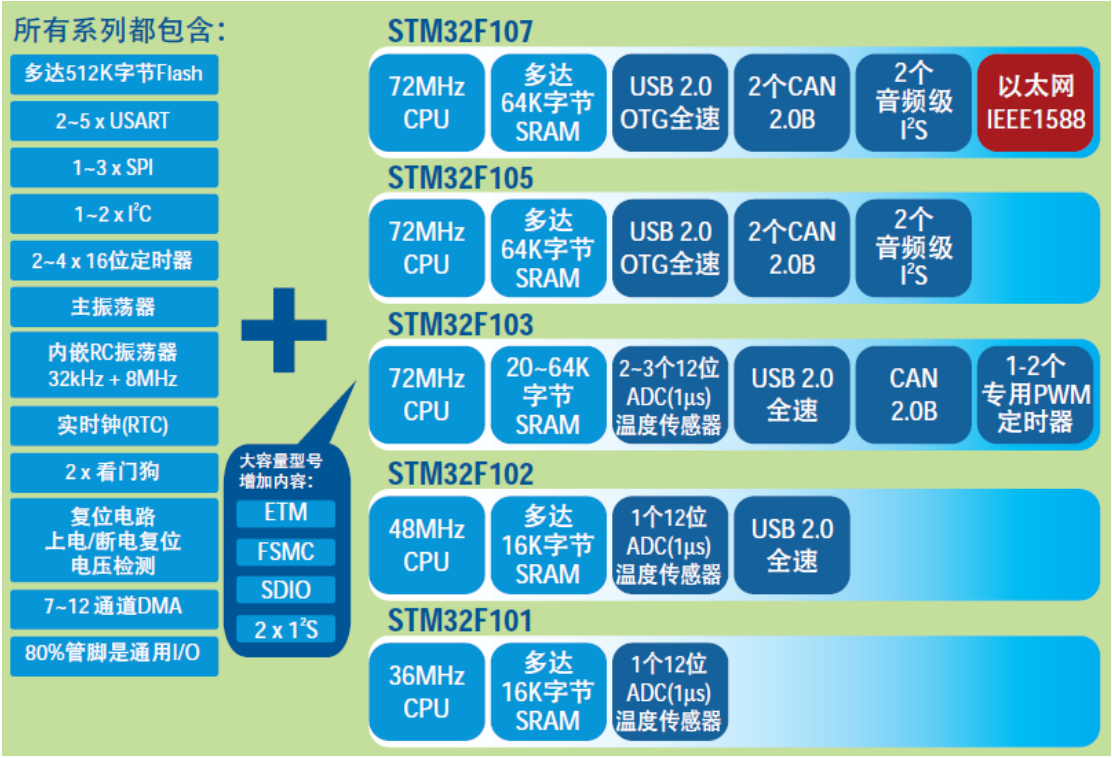 所有系列都包含：
多达512K字节Flash
2~5 x USART
1~3 x SPI
1~2 x I²C
2~4 x 16位定时器
主振荡器
内嵌RC振荡器
32kHz + 8MHz
实时钟(RTC)
2 x 看门狗
复位电路
上电/断电复位
电压检测
7~12 通道DMA
80%管脚是通用I/O
大容量型号
增加内容：
ETM
FSMC
SDIO
2 x 1²S
STM32F107
72MHz
CPU
多达
64K字节
SRAM
USB 2.0
OTG全速
2个CAN
2.0B
2个
音频级
I²S
以太网
IEEE1588
STM32F105
72MHz
CPU
多达
64K字节
SRAM
USB 2.0
OTG全速
2个CAN
2.0B
2个
音频级
I²S
STM32F103
72MHz
CPU
20~64K
字节
SRAM
2~3个12位
ADC(1μs)
温度传感器
USB 2.0
全速
CAN
2.0B
1-2个
专用PWM
定时器
STM32F102
48MHz
CPU
多达
16K字节
SRAM
1个12位
ADC(1μs)
温度传感器
USB 2.0
全速
STM32F101
36MHz
CPU
多达
16K字节
SRAM
1个12位
ADC(1μs)
温度传感器